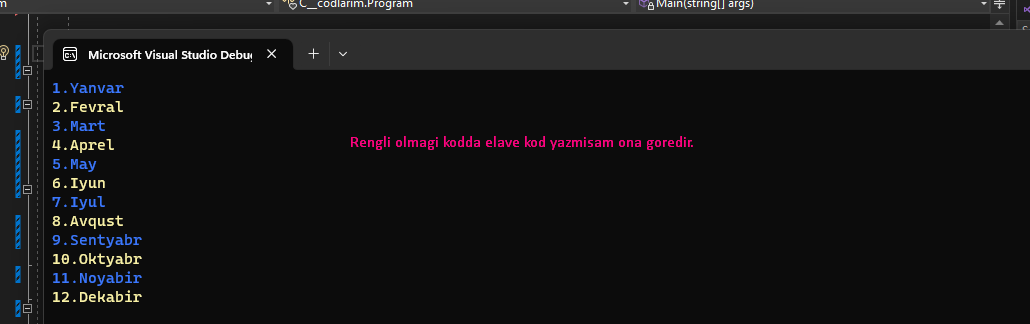 C__codlarim.Program
Main(string[] args)
Microsoft Visual Studio Debug
1.Yanvar
2.Fevral
3.Mart
Rengli olmagi kodda elave kod yazmisam ona goredir.
4.Aprel
5.May
6.Iyun
7.Iyul
8.Avqust
9.Sentyabr
10.Oktyabr
11.Noyabir
12.Dekabir